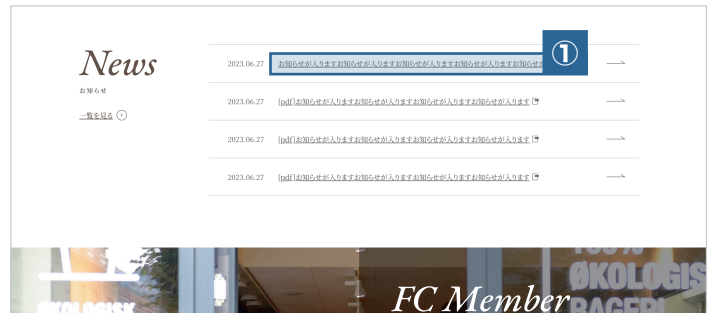 News
お知らせ
一覧を見る
2023.06.27 お知らせが入りますお知らせが入りますお知らせが入りますお知らせが入りますお知らせが
①
2023.06.27 [pdf]お知らせが入りますお知らせが入りますお知らせが入りますお知らせが入ります
2023.06.27 [pdf]お知らせが入りますお知らせが入りますお知らせが入りますお知らせが入ります
2023.06.27 [pdf]お知らせが入りますお知らせが入りますお知らせが入りますお知らせが入ります
ØKOLOGISK
FC Member
100%
ØKOLOGIS
BAGERI